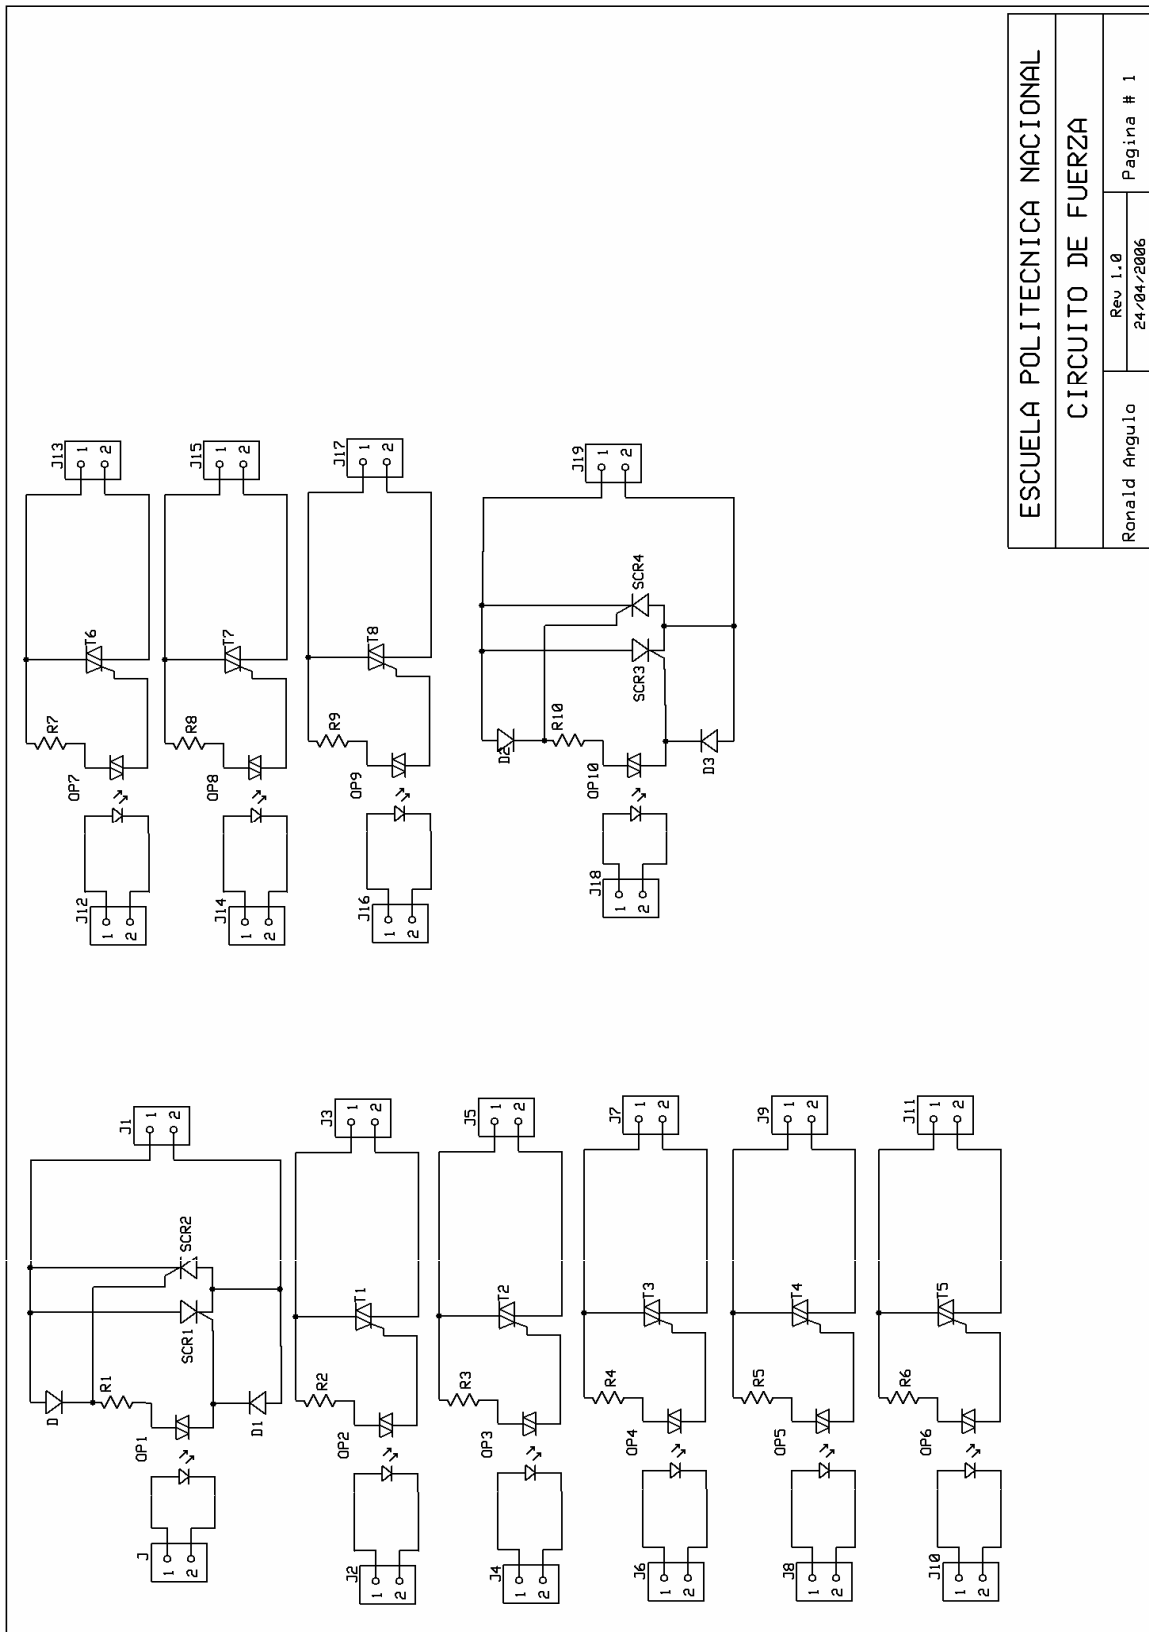 J
1
2
OP1
D
R1
D1
SCR1
SCR2
J1
1
2
J2
1
2
OP2
R2
T1
J3
1
2
J4
1
2
OP3
R3
T2
J5
1
2
J6
1
2
OP4
R4
T3
J7
1
2
J8
1
2
OP5
R5
T4
J9
1
2
J10
1
2
OP6
R6
T5
J11
1
2
J12
1
2
OP7
R7
T6
J13
1
2
J14
1
2
OP8
R8
T7
J15
1
2
J16
1
2
OP9
R9
T8
J17
1
2
J18
1
2
OP10
D2
R10
D3
SCR3
SCR4
J19
1
2
ESCUELA POLITECNICA NACIONAL
CIRCUITO DE FUERZA
Ronald Angulo
Rev 1.0
24/04/2006
Pagina # 1